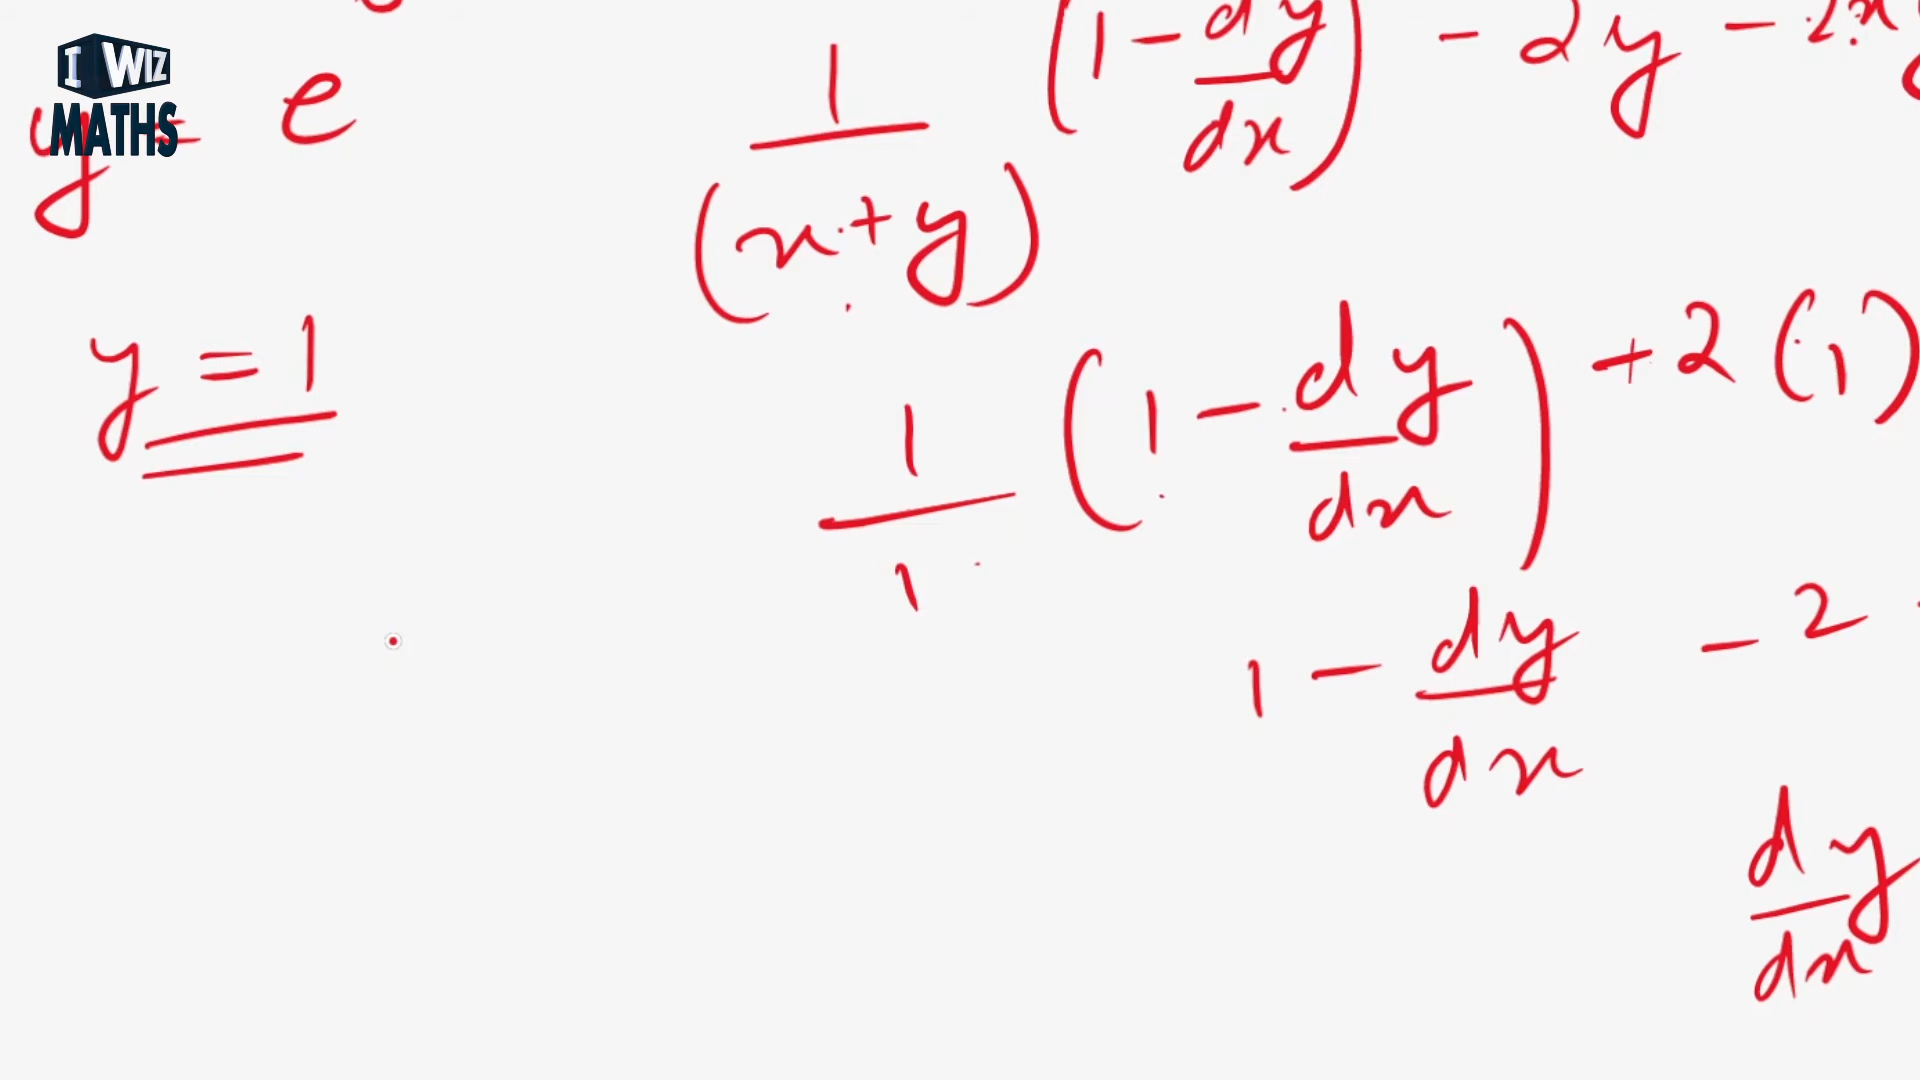 I WIZ
MATHS
y = e
1/(x+y) (1 - dy/dx) - 2y - 2x
y = 1
1/1 (1 - dy/dx) + 2 (1)
1 - dy/dx - 2
dy/dx